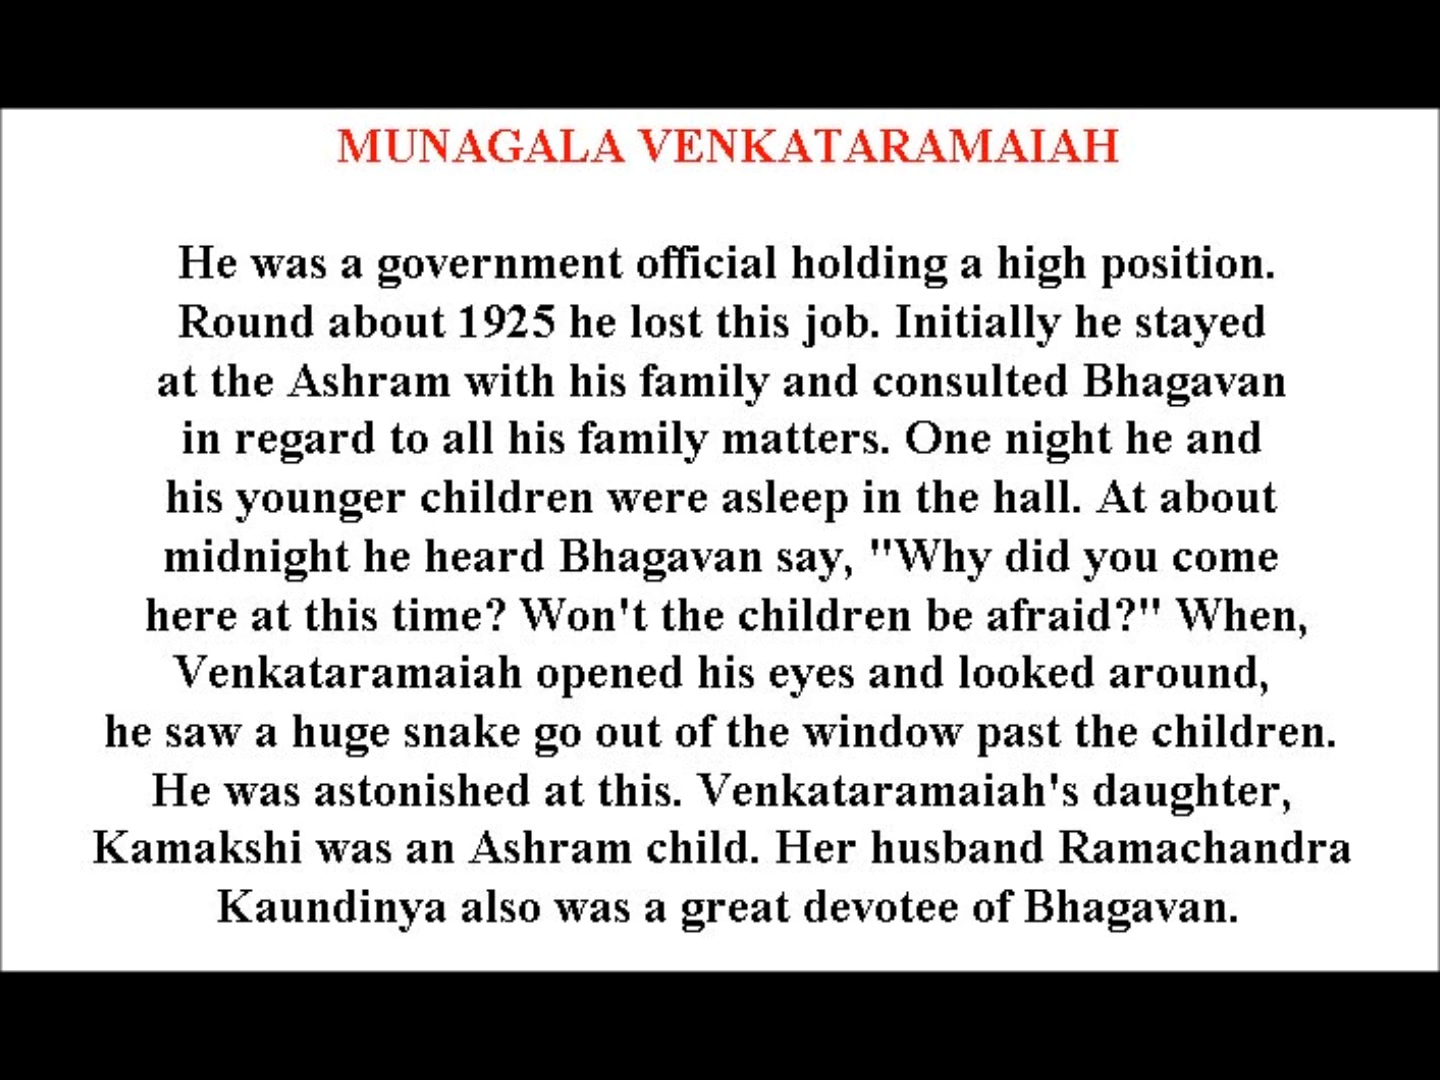 MUNAGALA VENKATARAMAIAH
He was a government official holding a high position.
Round about 1925 he lost this job. Initially he stayed
at the Ashram with his family and consulted Bhagavan
in regard to all his family matters. One night he and
his younger children were asleep in the hall. At about
midnight he heard Bhagavan say, "Why did you come
here at this time? Won't the children be afraid?" When,
Venkataramaiah opened his eyes and looked around,
he saw a huge snake go out of the window past the children.
He was astonished at this. Venkataramaiah's daughter,
Kamakshi was an Ashram child. Her husband Ramachandra
Kaundinya also was a great devotee of Bhagavan.